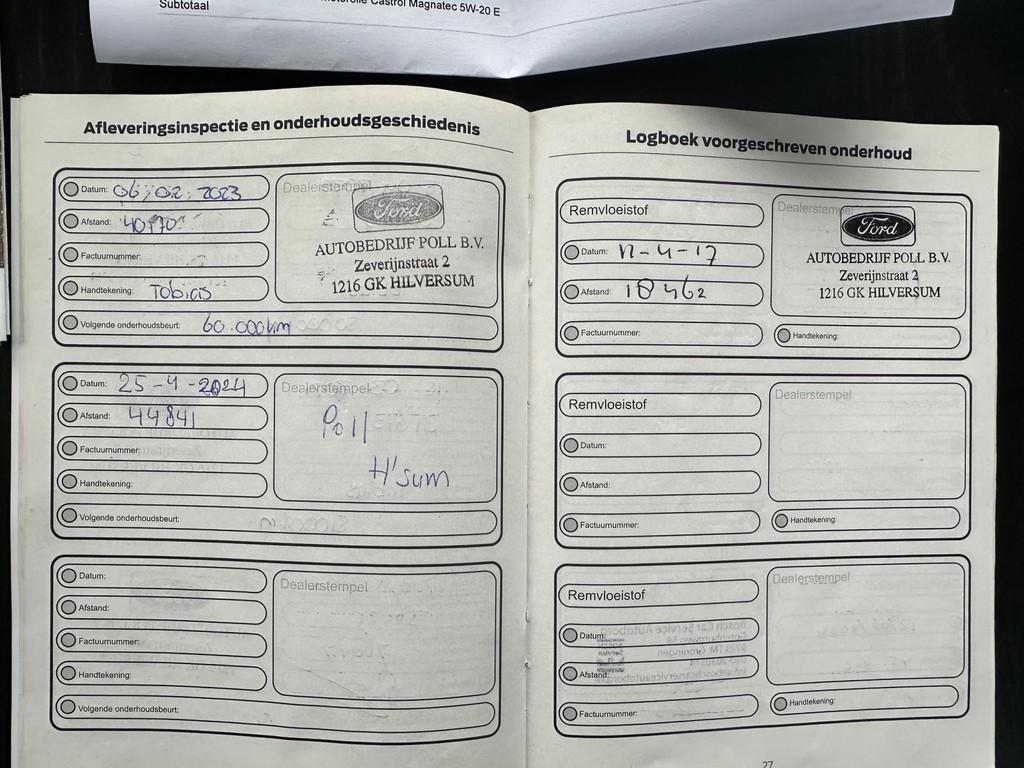 Subtotaal
Castrol Magnatec 5W-20 E
Afleveringsinspectie en onderhoudsgeschiedenis
Datum: 06-02-2023
Afstand: 40970
Factuurnummer:
Handtekening: Tobias
Volgende onderhoudsbeurt: 60.000km
Dealerstempel
Ford
AUTOBEDRIJF POLL B.V.
Zeverijnstraat 2
1216 GK HILVERSUM
Datum: 25-4-2024
Afstand: 44841
Factuurnummer:
Handtekening:
Volgende onderhoudsbeurt:
Dealerstempel
Poll
H'sum
Datum:
Afstand:
Factuurnummer:
Handtekening:
Volgende onderhoudsbeurt:
Dealerstempel
Logboek voorgeschreven onderhoud
Remvloeistof
Datum: 12-4-17
Afstand: 18462
Factuurnummer:
Dealerstempel
Ford
AUTOBEDRIJF POLL B.V.
Zeverijnstraat 2
1216 GK HILVERSUM
Handtekening:
Remvloeistof
Datum:
Afstand:
Factuurnummer:
Dealerstempel
Handtekening:
Remvloeistof
Datum:
Afstand:
Factuurnummer:
Dealerstempel
Handtekening:
27